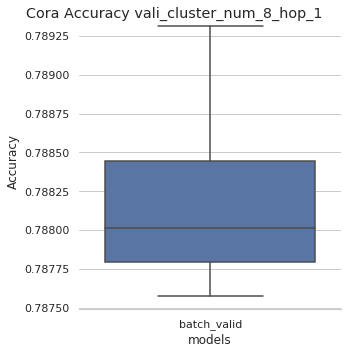 Cora Accuracy vali_cluster_num_8_hop_1
0.78925
0.78900
0.78875
0.78850
0.78825
0.78800
0.78775
0.78750
Accuracy
batch_valid
models